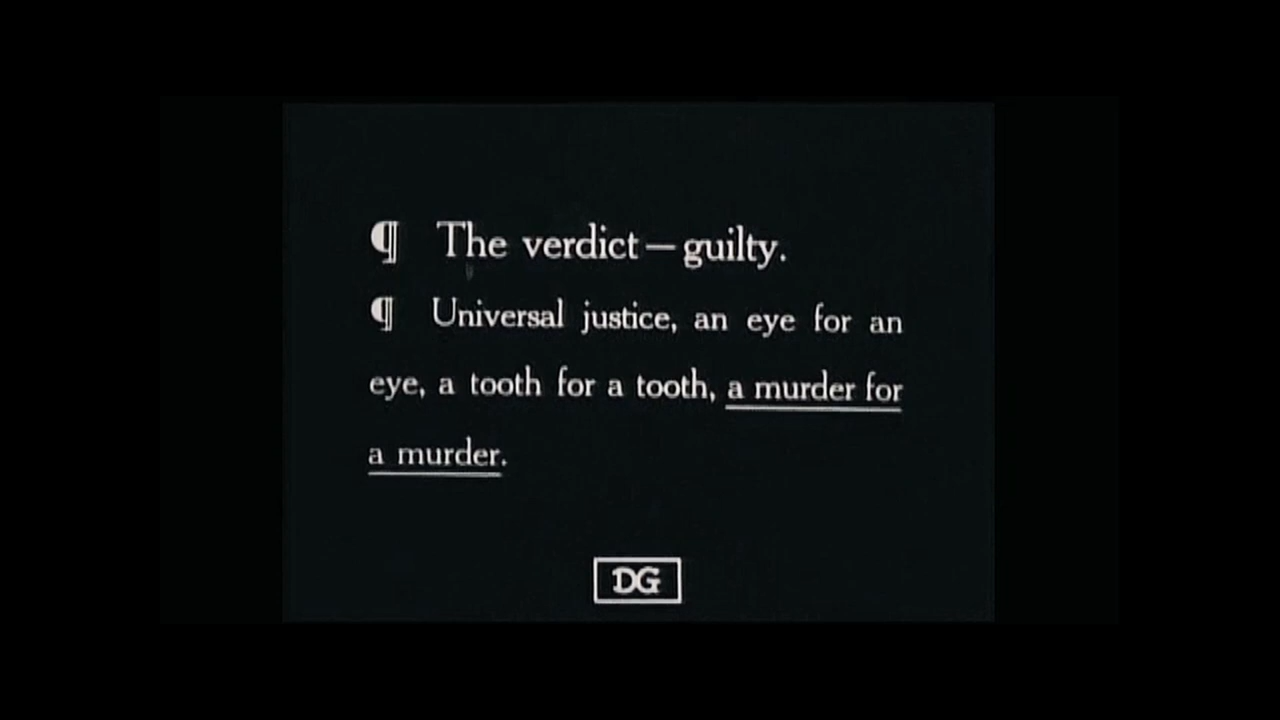 ¶ The verdict — guilty.
¶ Universal justice, an eye for an
eye, a tooth for a tooth, a murder for
a murder.
DG